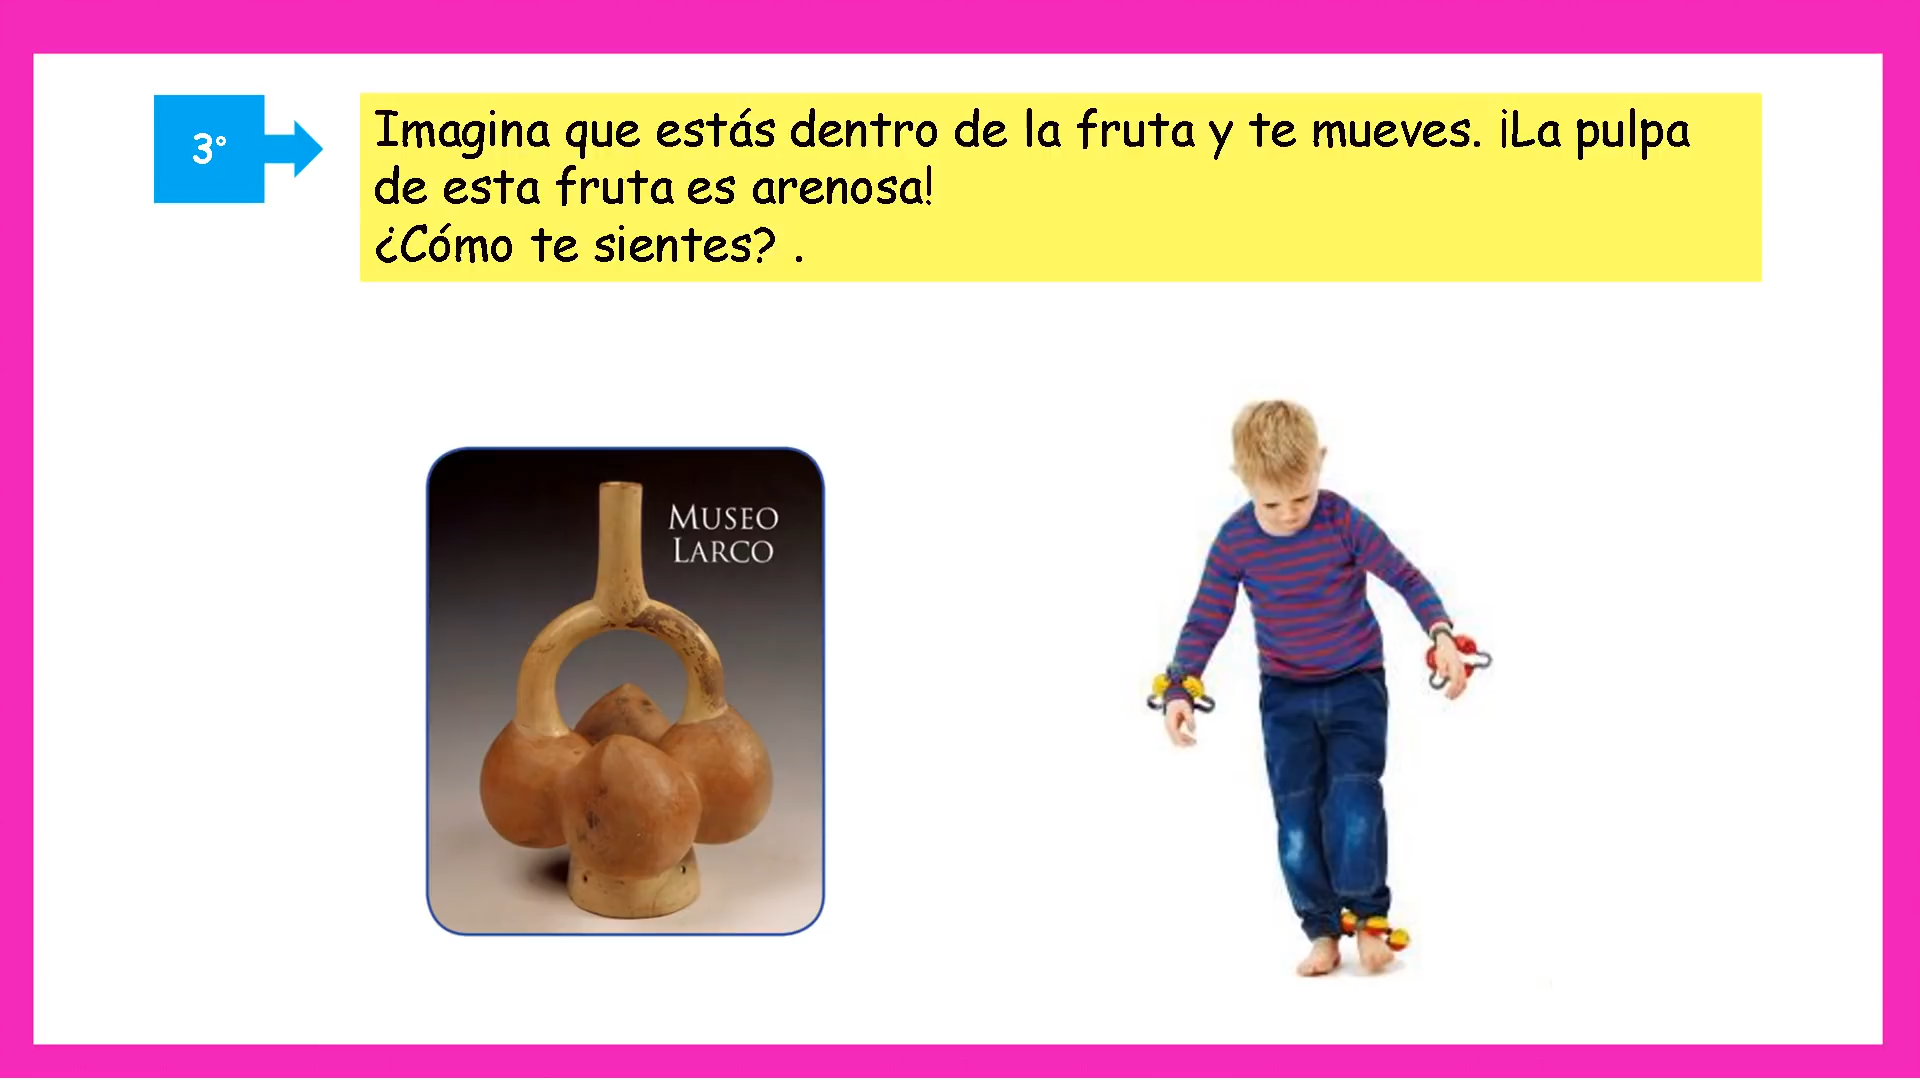 3°
Imagina que estás dentro de la fruta y te mueves. ¡La pulpa
de esta fruta es arenosa!
¿Cómo te sientes? .
MUSEO
LARCO